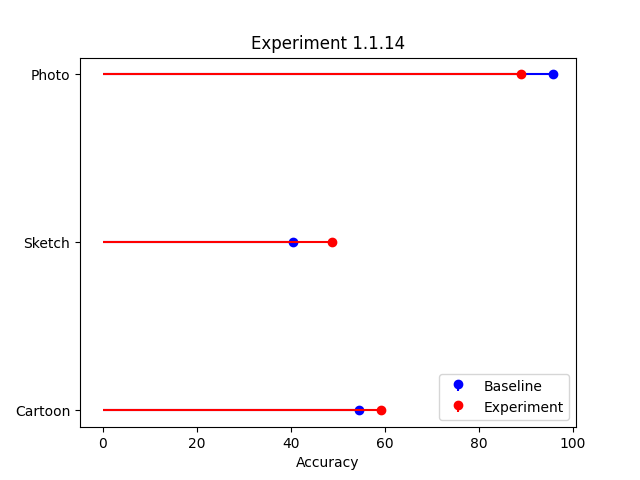 Experiment 1.1.14
Photo
Sketch
Cartoon
Baseline
Experiment
0 20 40 60 80 100
Accuracy